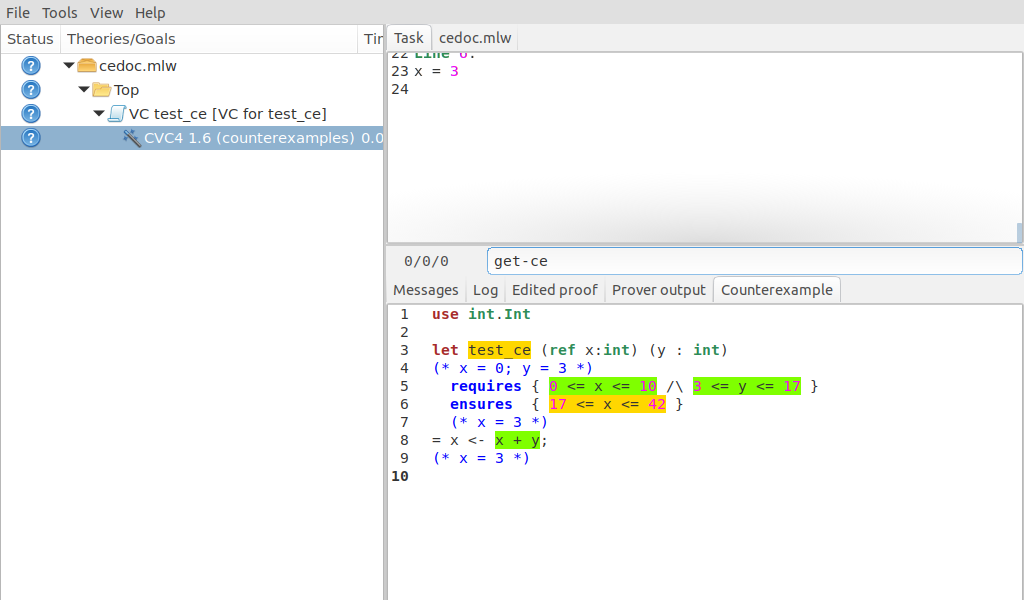 File Tools View Help
Status Theories/Goals Tir
cedoc.mlw
Top
VC test_ce [VC for test_ce]
CVC4 1.6 (counterexamples) 0.0
Task cedoc.mlw
22 Line 6:
23 x = 3
24
0/0/0 get-ce
Messages Log Edited proof Prover output Counterexample
1 use int.Int
2
3 let test_ce (ref x:int) (y : int)
4 (* x = 0; y = 3 *)
5 requires { 0 <= x <= 10 /\ 3 <= y <= 17 }
6 ensures { 17 <= x <= 42 }
7 (* x = 3 *)
8 = x <- x + y;
9 (* x = 3 *)
10